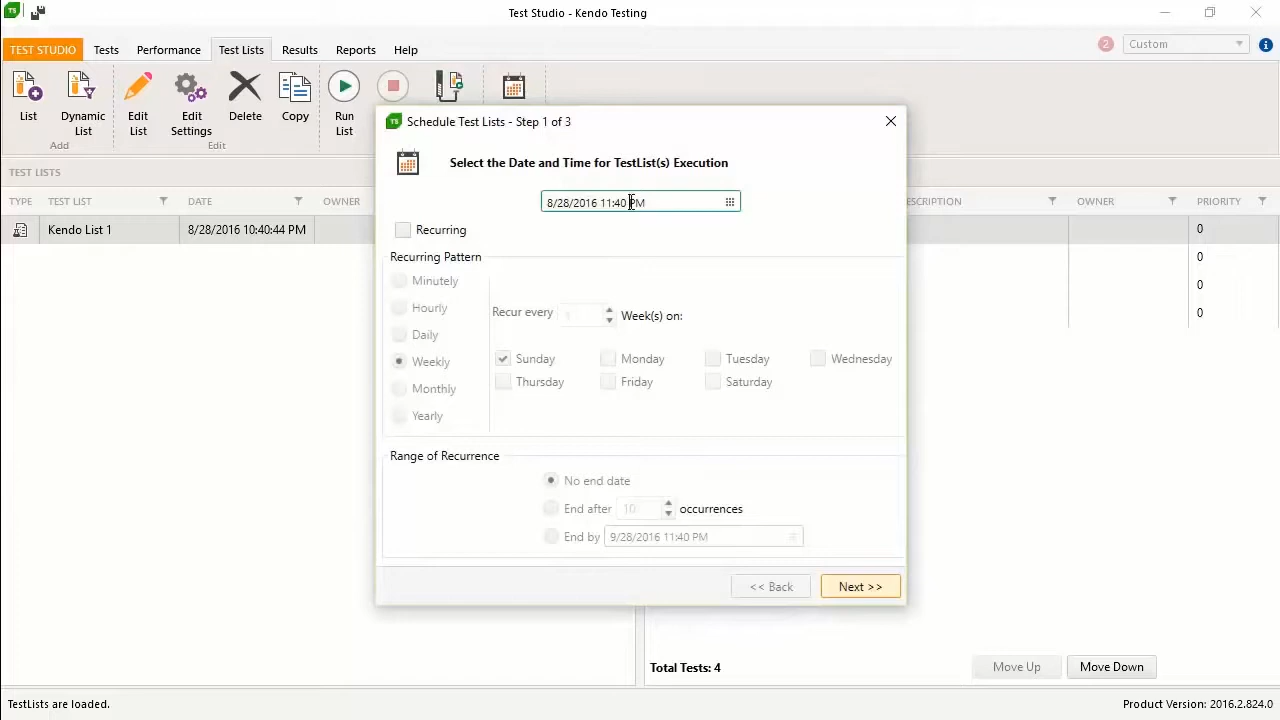 Test Studio - Kendo Testing
TEST STUDIO Tests Performance Test Lists Results Reports Help 2 Custom
List Dynamic List Edit List Edit Settings Delete Copy Run List
Add Edit
TEST LISTS
TYPE TEST LIST DATE OWNER
Kendo List 1 8/28/2016 10:40:44 PM
Schedule Test Lists - Step 1 of 3
Select the Date and Time for TestList(s) Execution
8/28/2016 11:40 PM
Recurring
Recurring Pattern
Minutely
Hourly
Daily
Weekly
Monthly
Yearly
Recur every 1 Week(s) on:
Sunday Monday Tuesday Wednesday
Thursday Friday Saturday
Range of Recurrence
No end date
End after 10 occurrences
End by 9/28/2016 11:40 PM
<< Back Next >>
ESCRIPTION OWNER PRIORITY
0
0
0
0
Total Tests: 4 Move Up Move Down
TestLists are loaded. Product Version: 2016.2.824.0